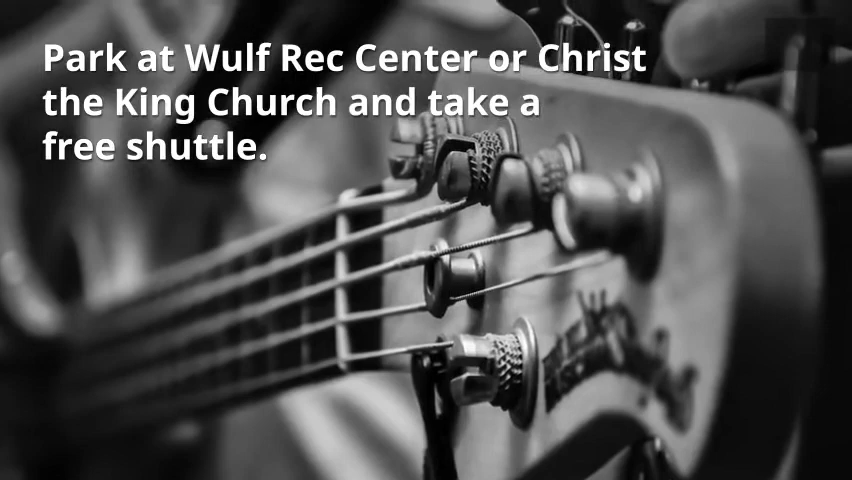 Park at Wulf Rec Center or Christ
the King Church and take a
free shuttle.